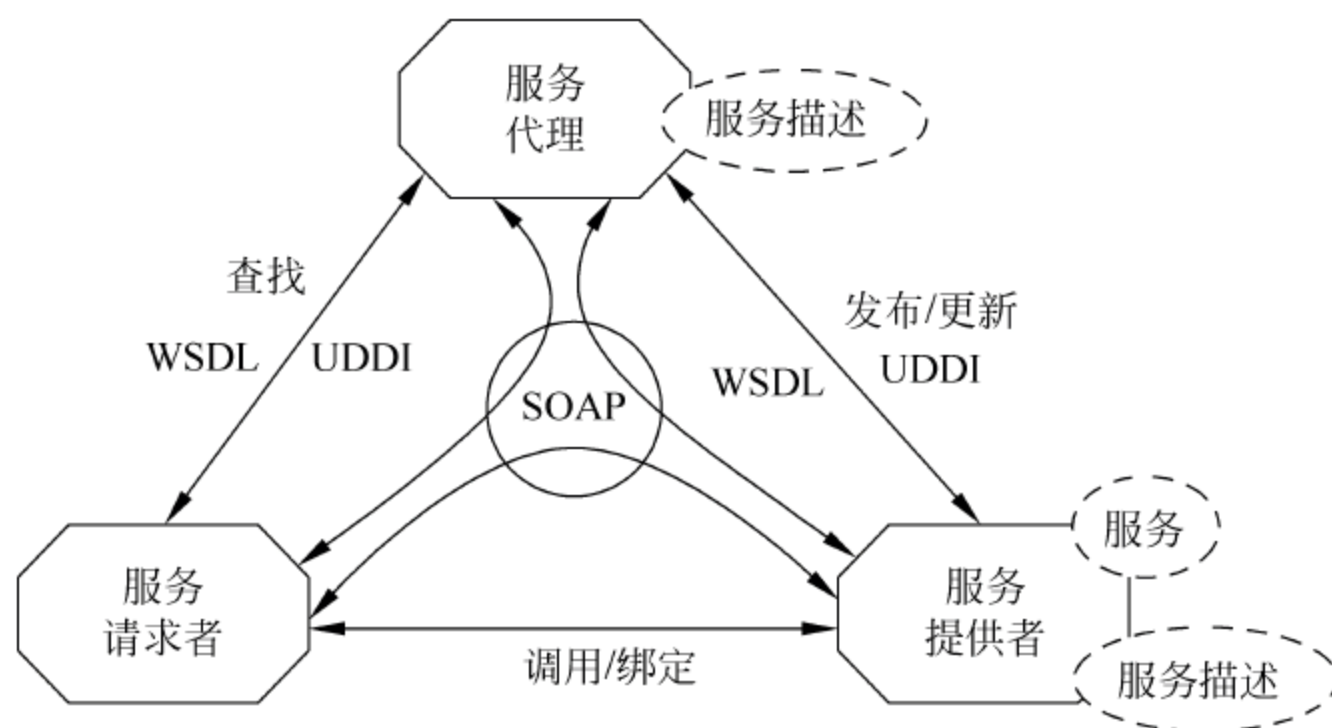 服务
代理
服务描述
查找
WSDL
UDDI
发布/更新
WSDL
UDDI
SOAP
服务
请求者
调用/绑定
服务
提供者
服务
服务描述